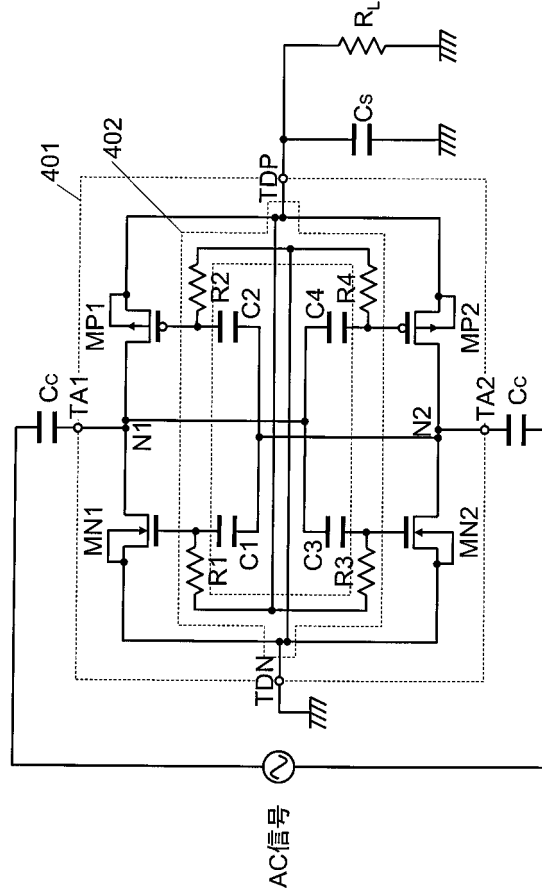 401
402
AC信号
Cc
TA1
N1
MN1
MP1
R1
C1
R2
C2
TDN
TDP
Cs
RL
C3
R3
C4
R4
MN2
MP2
N2
TA2
Cc